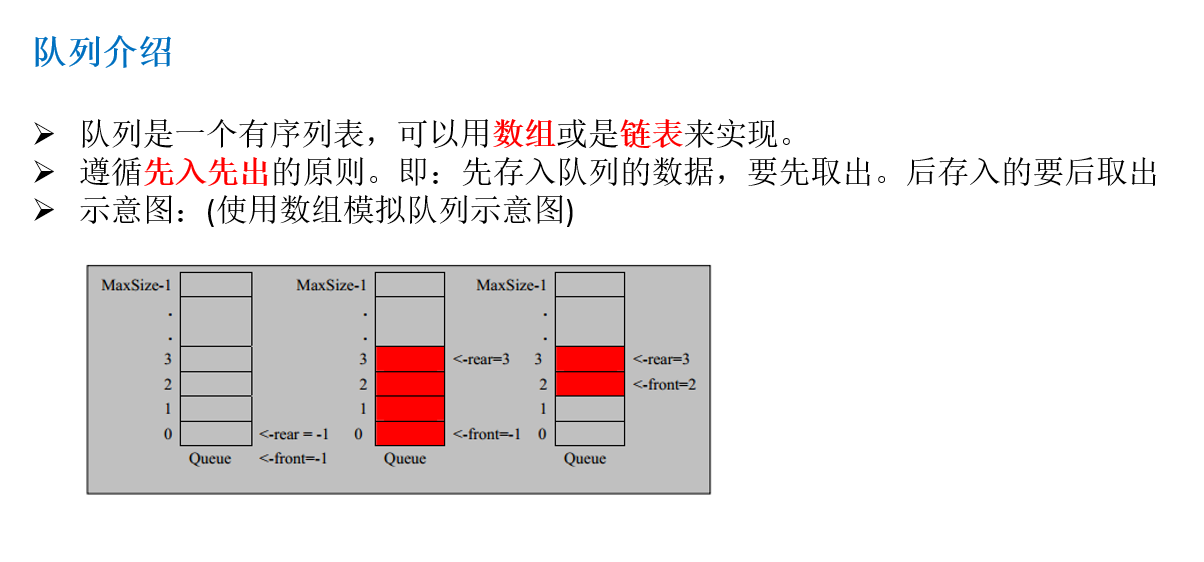 队列介绍
➢ 队列是一个有序列表，可以用数组或是链表来实现。
➢ 遵循先入先出的原则。即：先存入队列的数据，要先取出。后存入的要后取出
➢ 示意图：(使用数组模拟队列示意图)
MaxSize-1 MaxSize-1 MaxSize-1
. . .
. . .
3 3 <-rear=3 3 <-rear=3
2 2 2 <-front=2
1 1 1
0 <-rear = -1 0 <-front=-1 0
Queue <-front=-1 Queue Queue